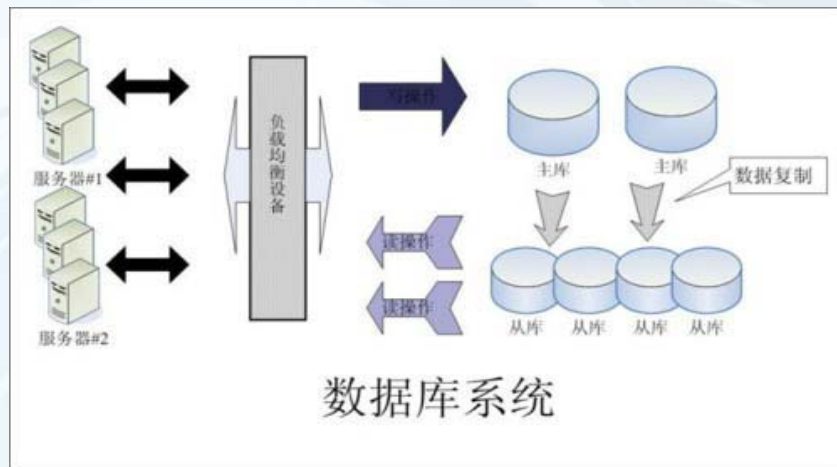 服务器#1
服务器#2
负载均衡设备
写操作
主库
主库
数据复制
读操作
读操作
从库
从库
从库
从库
数据库系统